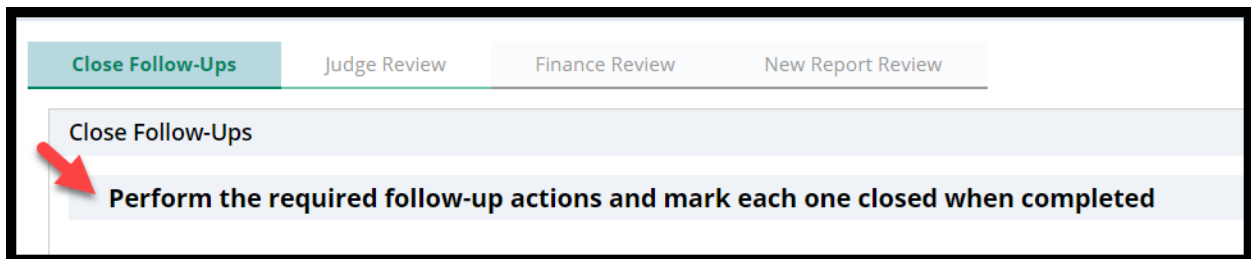 Close Follow-Ups Judge Review Finance Review New Report Review
Close Follow-Ups
Perform the required follow-up actions and mark each one closed when completed